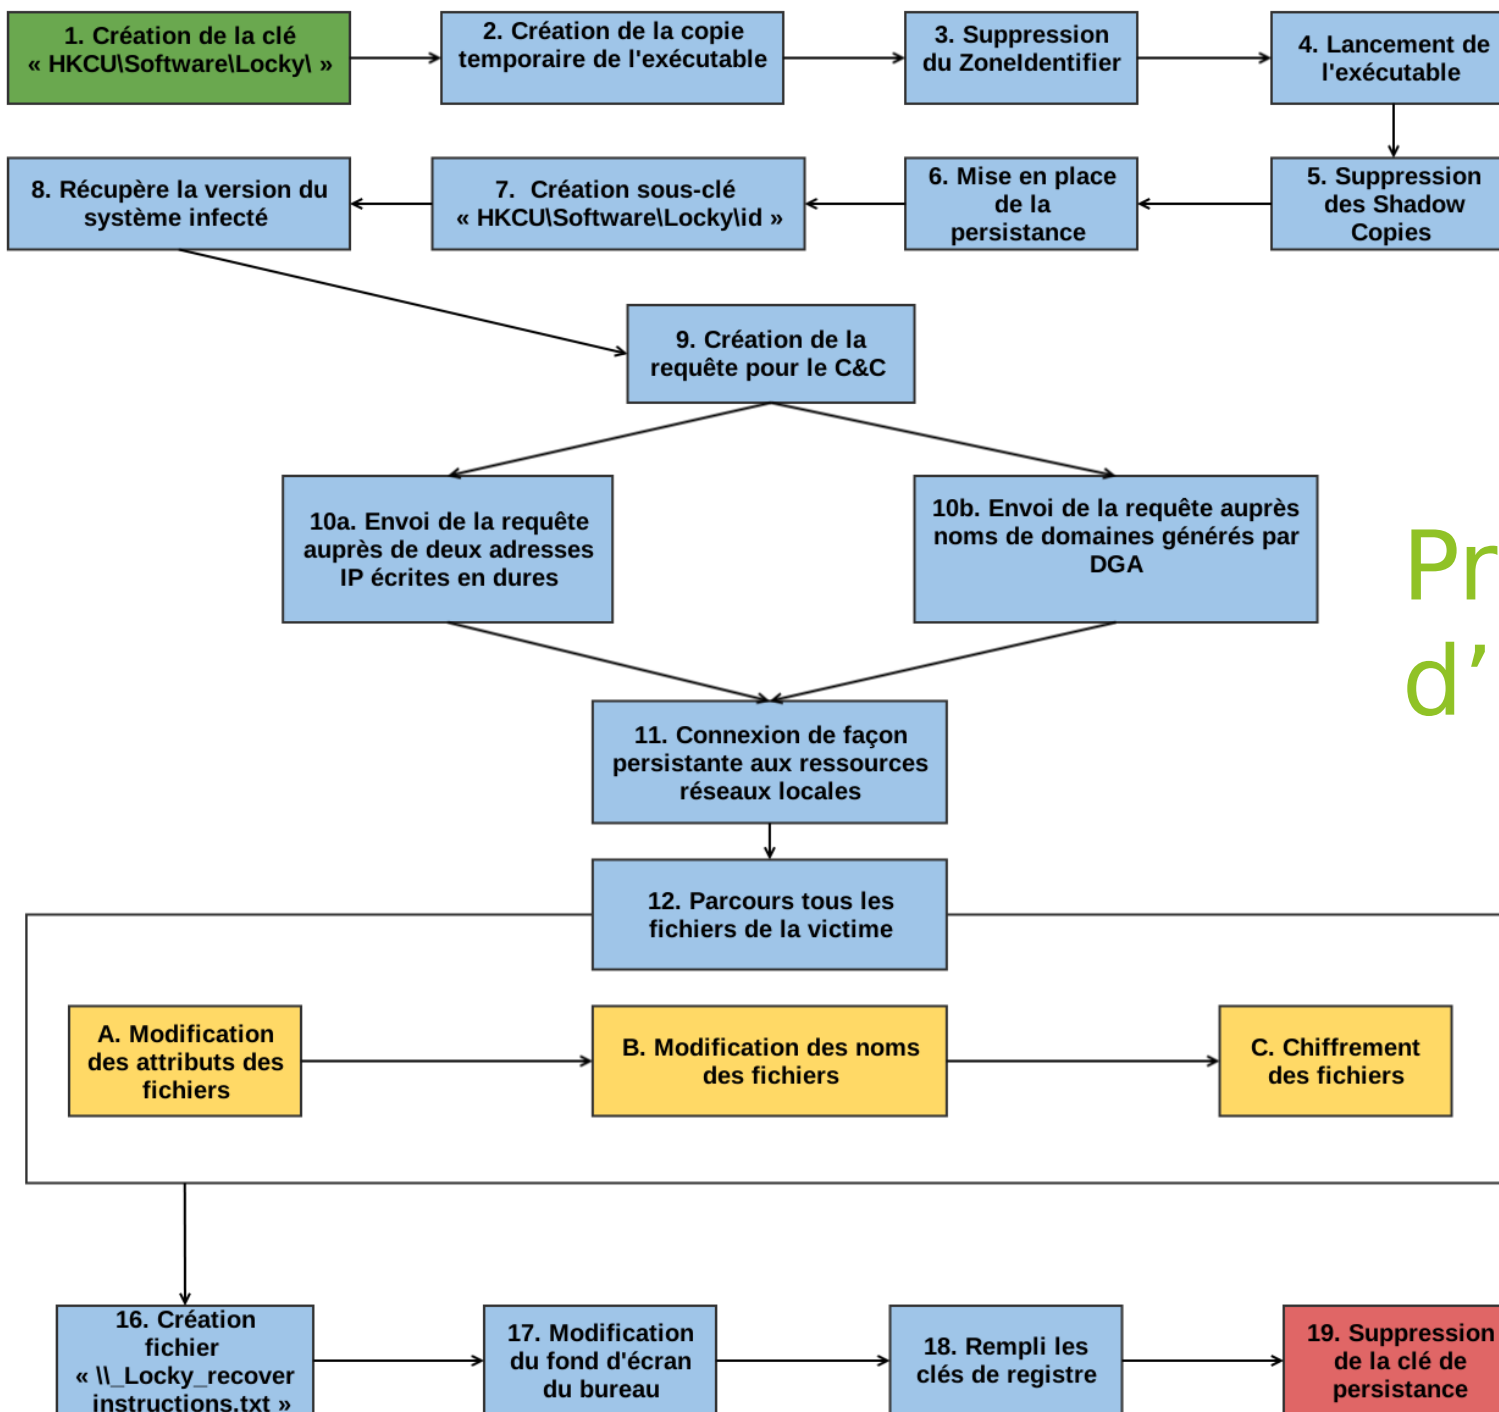 1. Création de la clé
« HKCU\Software\Locky\ »
2. Création de la copie
temporaire de l'exécutable
3. Suppression
du ZoneIdentifier
4. Lancement de
l'exécutable
8. Récupère la version du
système infecté
7. Création sous-clé
« HKCU\Software\Locky\id »
6. Mise en place
de la
persistance
5. Suppression
des Shadow
Copies
9. Création de la
requête pour le C&C
10a. Envoi de la requête
auprès de deux adresses
IP écrites en dures
10b. Envoi de la requête auprès
noms de domaines générés par
DGA
Pr
d’
11. Connexion de façon
persistante aux ressources
réseaux locales
12. Parcours tous les
fichiers de la victime
A. Modification
des attributs des
fichiers
B. Modification des noms
des fichiers
C. Chiffrement
des fichiers
16. Création
fichier
« \\_Locky_recover
instructions.txt »
17. Modification
du fond d'écran
du bureau
18. Rempli les
clés de registre
19. Suppression
de la clé de
persistance